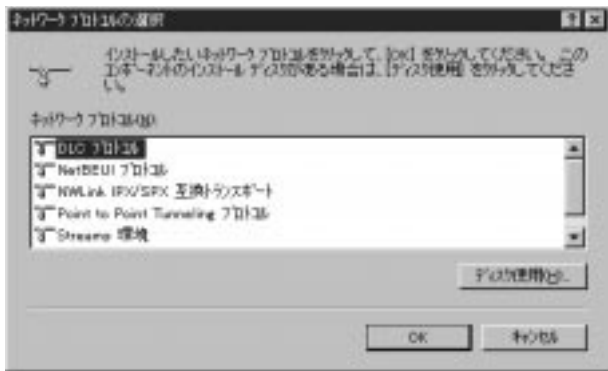 ネットワーク プロトコルの選択
インストールしたいネットワーク プロトコルをクリックして、[OK] をクリックしてください。この
コンポーネントのインストール ディスクがある場合は、[ディスク使用] をクリックしてくださ
い。
ネットワーク プロトコル(N):
DLC プロトコル
NetBEUI プロトコル
NWLink IPX/SPX 互換トランスポート
Point to Point Tunneling プロトコル
Streams 環境
ディスク使用(H)...
OK
キャンセル